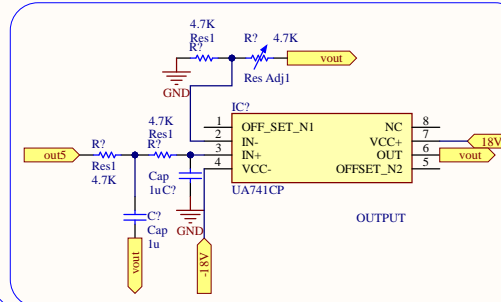 4.7K
Res1
R?
R?
4.7K
vout
Res Adj1
GND
4.7K
Res1
R?
IC?
1
OFF_SET_N1
NC
8
2
IN-
VCC+
7
18V
3
IN+
OUT
6
vout
4
VCC-
OFFSET_N2
5
UA741CP
out5
R?
Res1
4.7K
Cap
1uC?
GND
C?
Cap
1u
vout
-18V
OUTPUT